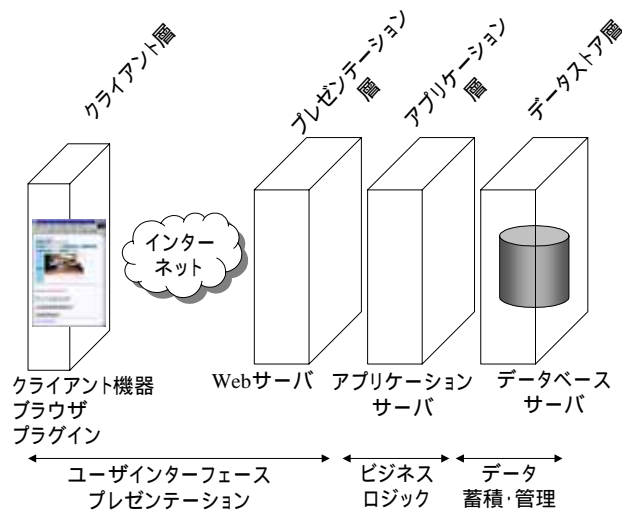 クライアント層
プレゼンテーション
層
アプリケーション
層
データストア層
インター
ネット
クライアント機器
ブラウザ
プラグイン
Webサーバ
アプリケーション
サーバ
データベース
サーバ
ユーザインターフェース
プレゼンテーション
ビジネス
ロジック
データ
蓄積・管理